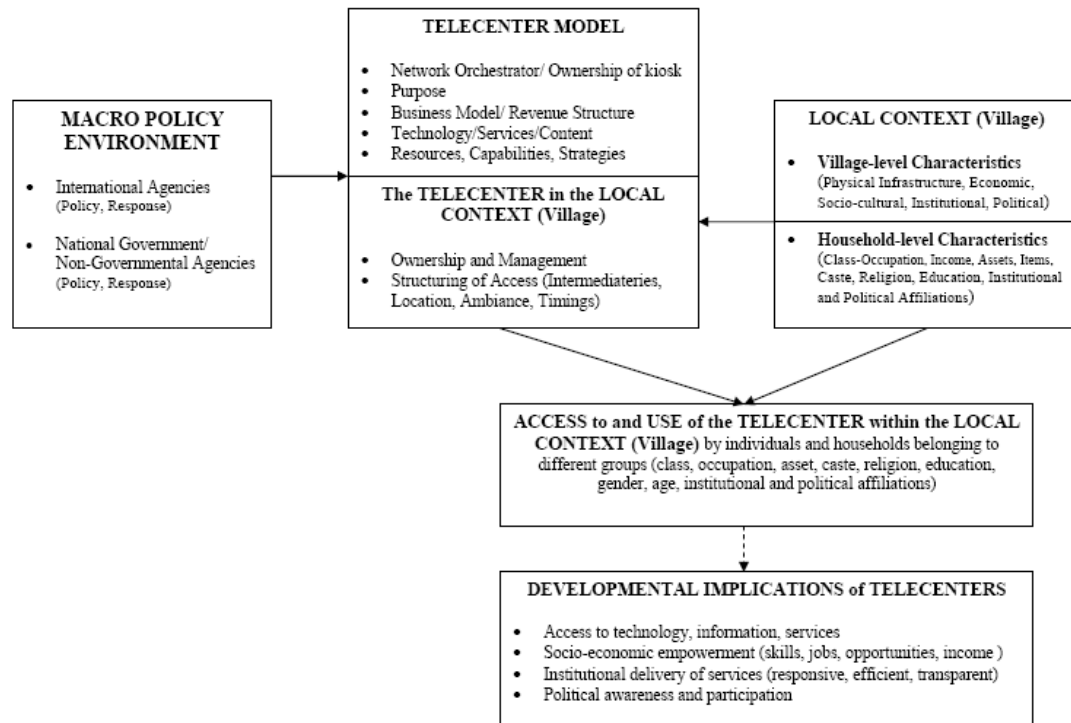 TELECENTER MODEL
• Network Orchestrator/ Ownership of kiosk
• Purpose
• Business Model/ Revenue Structure
• Technology/Services/Content
• Resources, Capabilities, Strategies
The TELECENTER in the LOCAL
CONTEXT (Village)
• Ownership and Management
• Structuring of Access (Intermediateries,
Location, Ambiance, Timings)
MACRO POLICY
ENVIRONMENT
• International Agencies
(Policy, Response)
• National Government/
Non-Governmental Agencies
(Policy, Response)
LOCAL CONTEXT (Village)
• Village-level Characteristics
(Physical Infrastructure, Economic,
Socio-cultural, Institutional, Political)
• Household-level Characteristics
(Class-Occupation, Income, Assets, Items,
Caste, Religion, Education, Institutional
and Political Affiliations)
ACCESS to and USE of the TELECENTER within the LOCAL
CONTEXT (Village) by individuals and households belonging to
different groups (class, occupation, asset, caste, religion, education,
gender, age, institutional and political affiliations)
DEVELOPMENTAL IMPLICATIONS of TELECENTERS
• Access to technology, information, services
• Socio-economic empowerment (skills, jobs, opportunities, income )
• Institutional delivery of services (responsive, efficient, transparent)
• Political awareness and participation